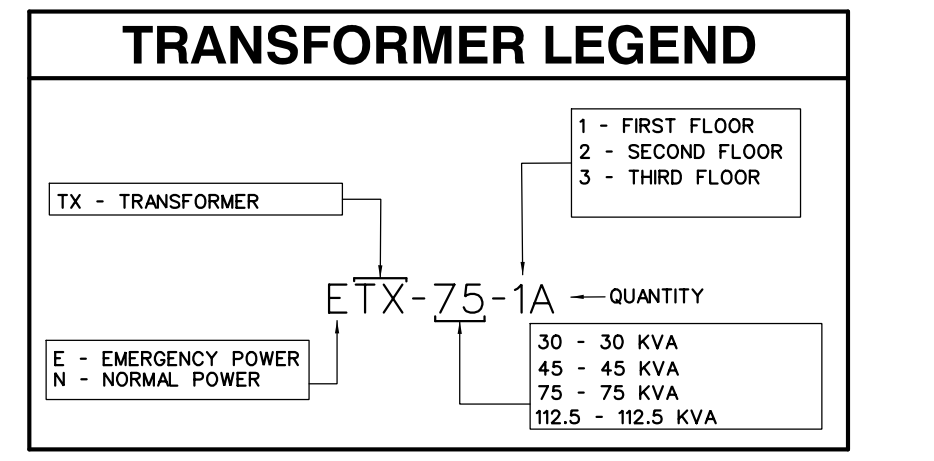 TRANSFORMER LEGEND
1 - FIRST FLOOR
2 - SECOND FLOOR
3 - THIRD FLOOR
TX - TRANSFORMER
ETX-75-1A
QUANTITY
E - EMERGENCY POWER
N - NORMAL POWER
30 - 30 KVA
45 - 45 KVA
75 - 75 KVA
112.5 - 112.5 KVA